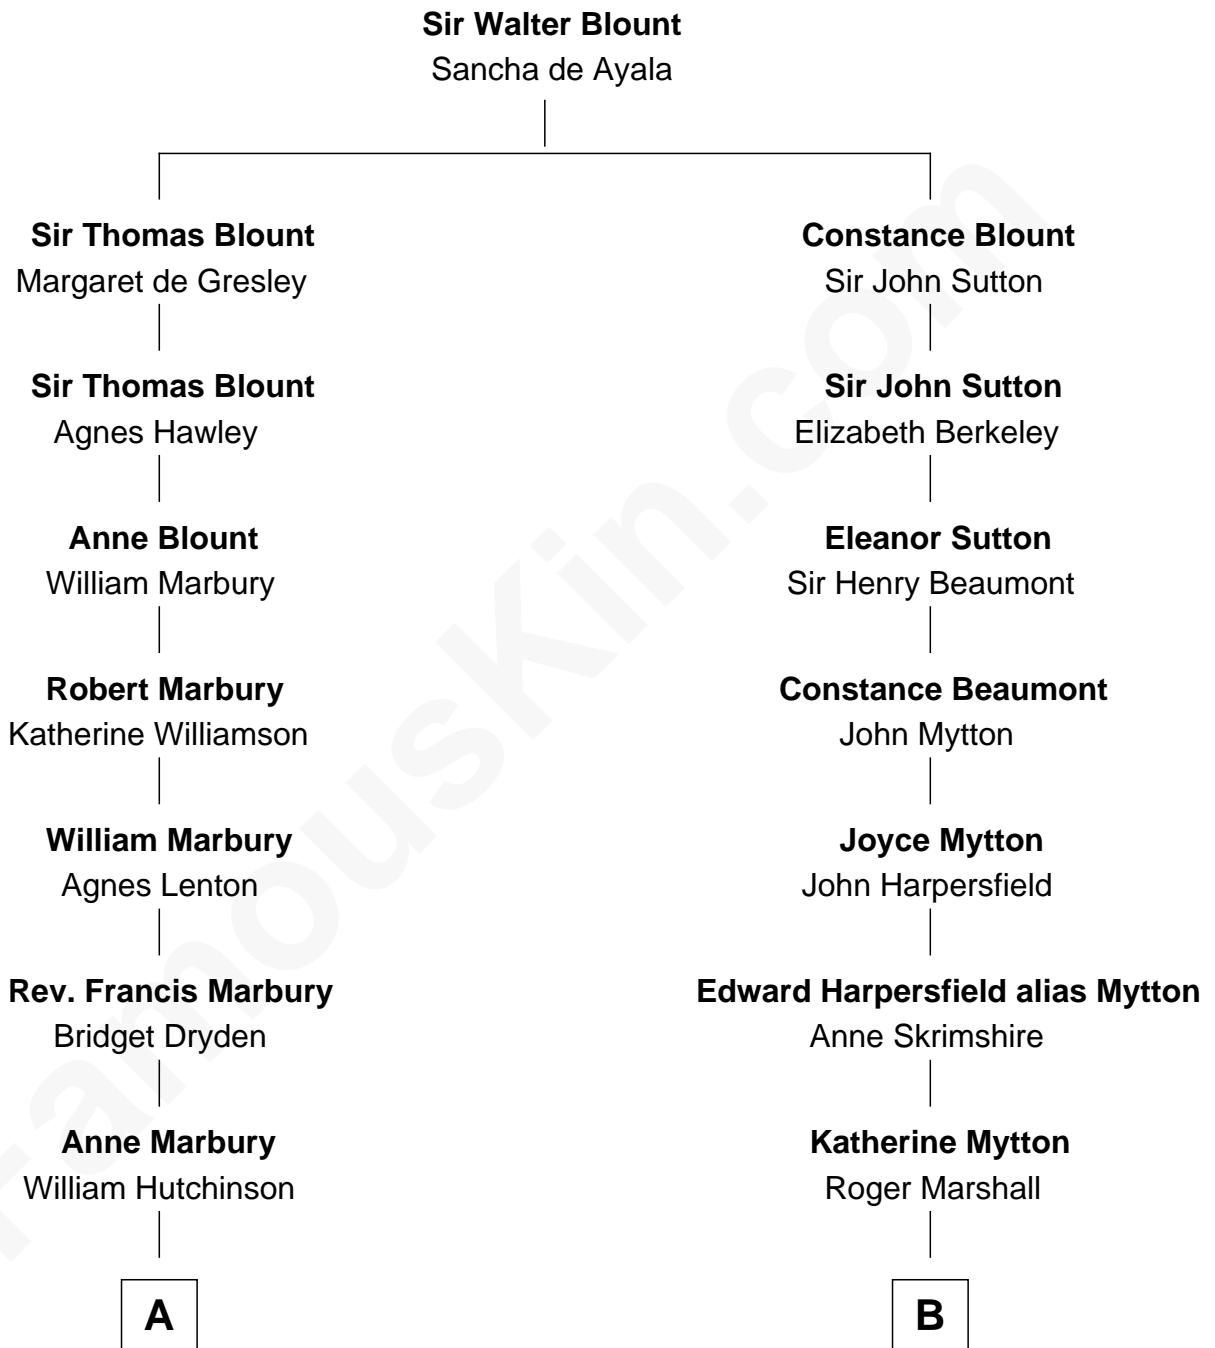 Sir Walter Blount
Sancha de Ayala
Sir Thomas Blount
Margaret de Gresley
Sir Thomas Blount
Agnes Hawley
Anne Blount
William Marbury
Robert Marbury
Katherine Williamson
William Marbury
Agnes Lenton
Rev. Francis Marbury
Bridget Dryden
Anne Marbury
William Hutchinson
A
Constance Blount
Sir John Sutton
Sir John Sutton
Elizabeth Berkeley
Eleanor Sutton
Sir Henry Beaumont
Constance Beaumont
John Mytton
Joyce Mytton
John Harpersfield
Edward Harpersfield alias Mytton
Anne Skrimshire
Katherine Mytton
Roger Marshall
B
FamousKin.com